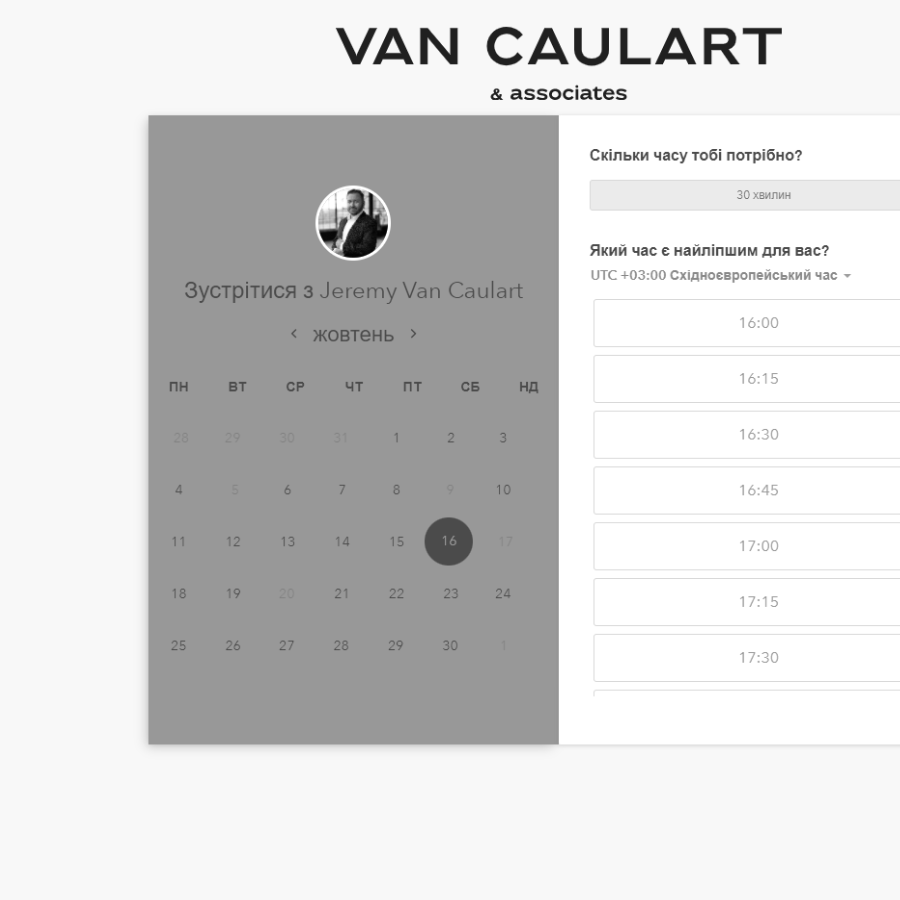 VAN CAULART
& associates
Зустрітися з Jeremy Van Caulart
жовтень
ПН ВТ СР ЧТ ПТ СБ НД
28 29 30 31 1 2 3
4 5 6 7 8 9 10
11 12 13 14 15 16 17
18 19 20 21 22 23 24
25 26 27 28 29 30 1
Скільки часу тобі потрібно?
30 хвилин
Який час є найліпшим для вас?
UTC +03:00 Східноєвропейський час
16:00
16:15
16:30
16:45
17:00
17:15
17:30